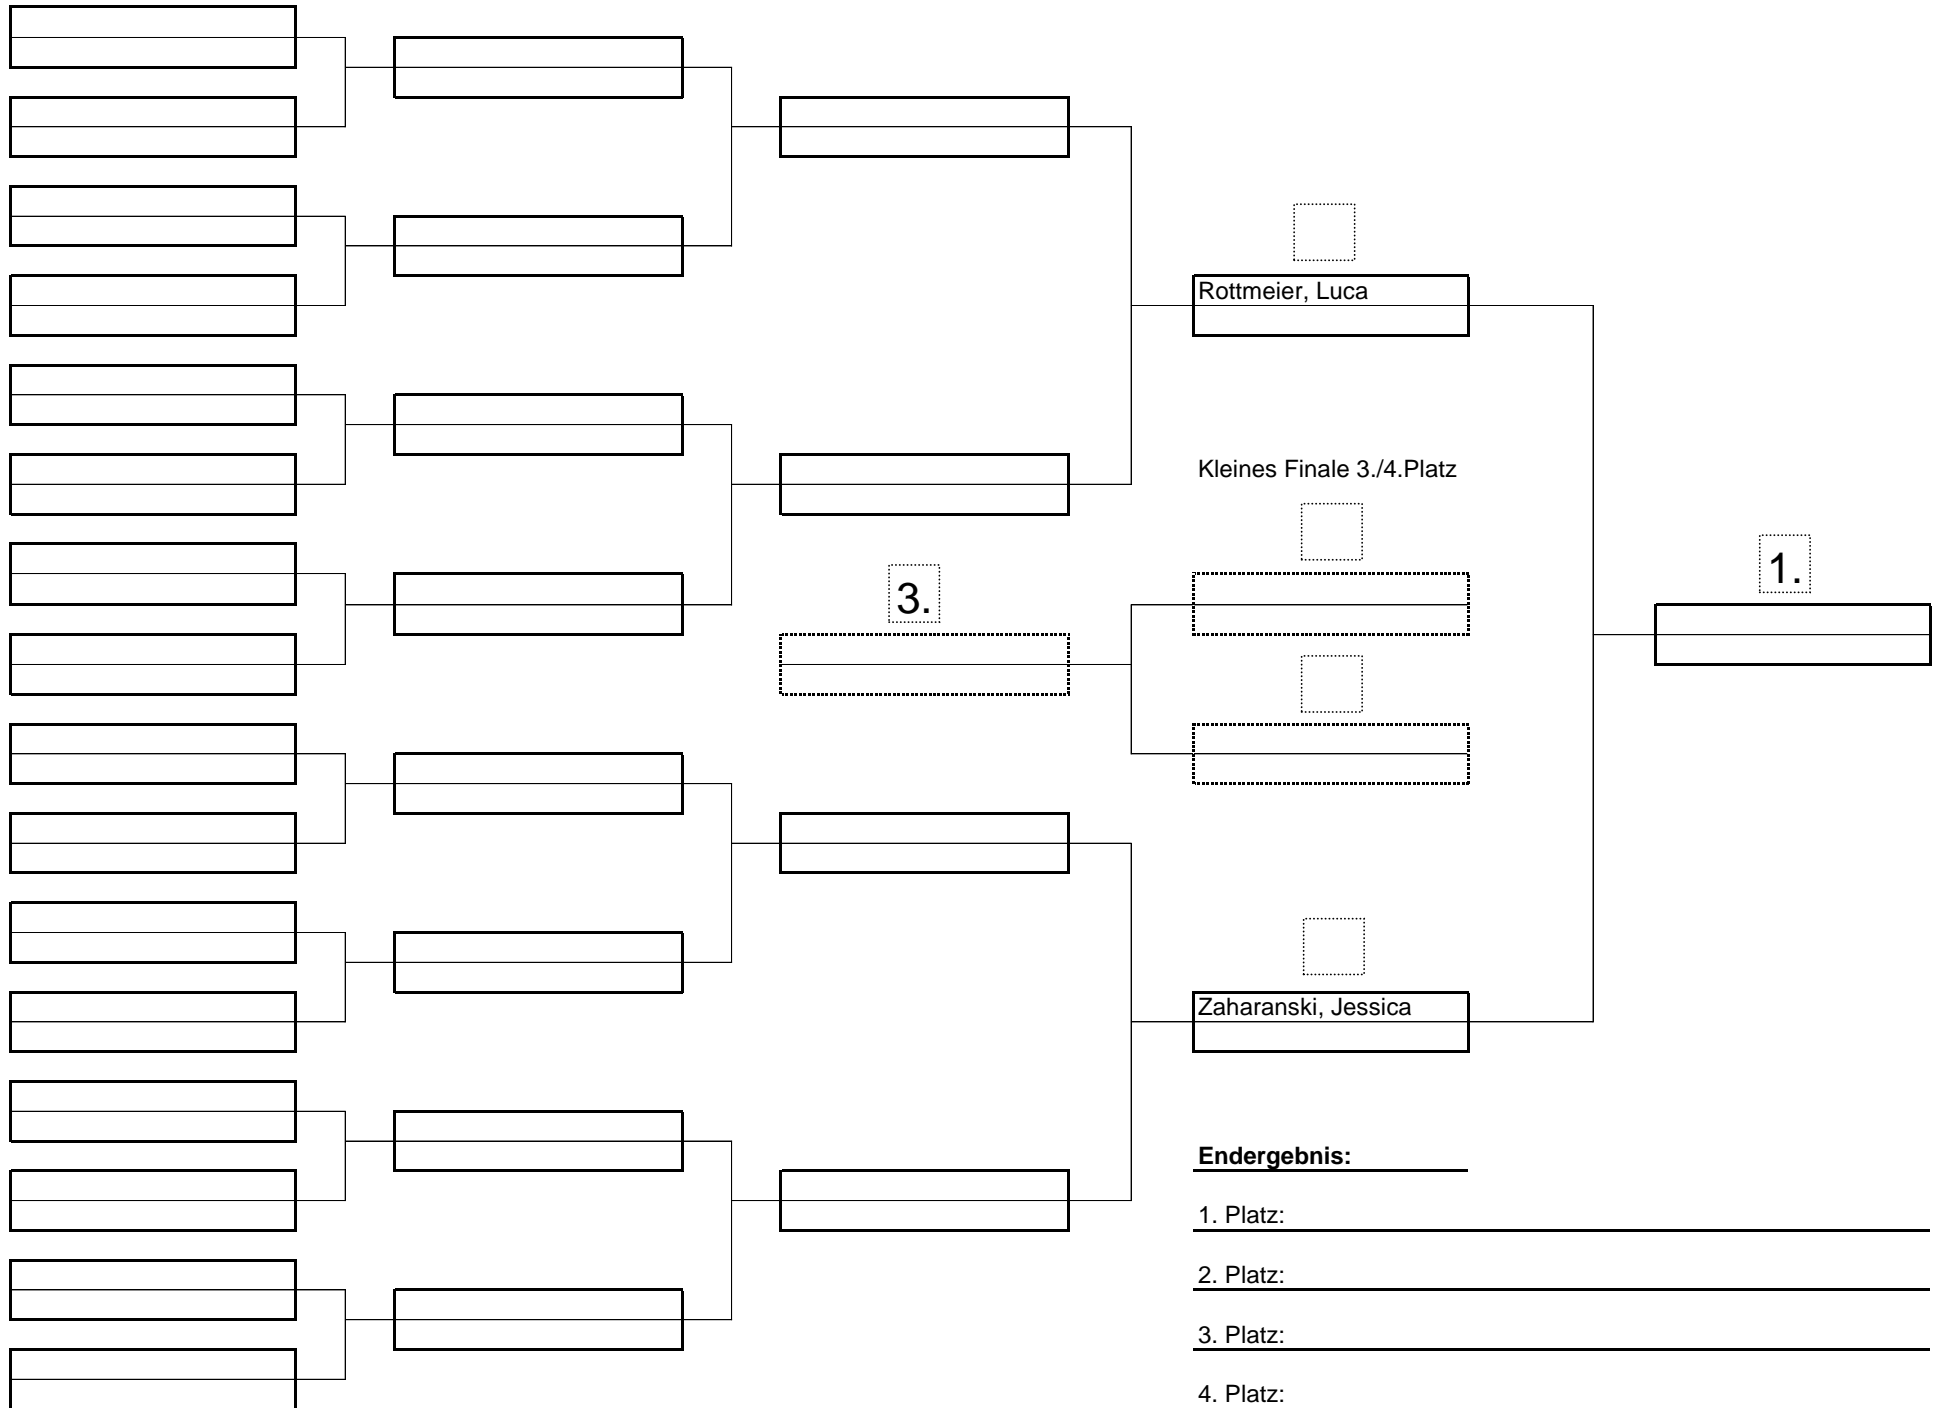 Rottmeier, Luca
Kleines Finale 3./4.Platz
1.
3.
Zaharanski, Jessica
Endergebnis:
1. Platz:
2. Platz:
3. Platz:
4. Platz: